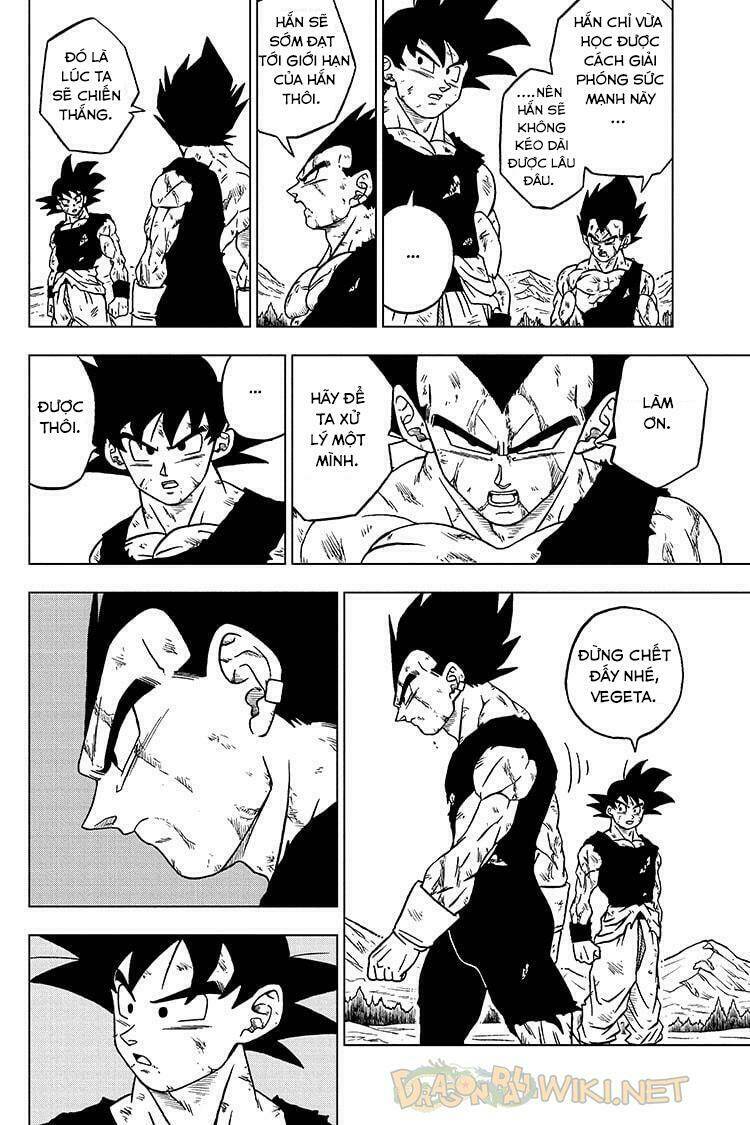 HẮN CHỈ VỪA
HỌC ĐƯỢC
CÁCH GIẢI
PHÓNG SỨC
MẠNH NÀY
...
....NÊN
HẮN SẼ
KHÔNG
KÉO DÀI
ĐƯỢC LÂU
ĐÂU.
...
HẮN SẼ
SỚM ĐẠT
TỚI GIỚI HẠN
CỦA HẮN
THÔI.
ĐÓ LÀ
LÚC TA
SẼ CHIẾN
THẮNG.
LÀM
ƠN.
HÃY ĐỂ
TA XỬ
LÝ MỘT
MÌNH.
...
ĐƯỢC
THÔI.
ĐỪNG CHẾT
ĐẤY NHÉ,
VEGETA.
DRAGONBALLWIKI.NET